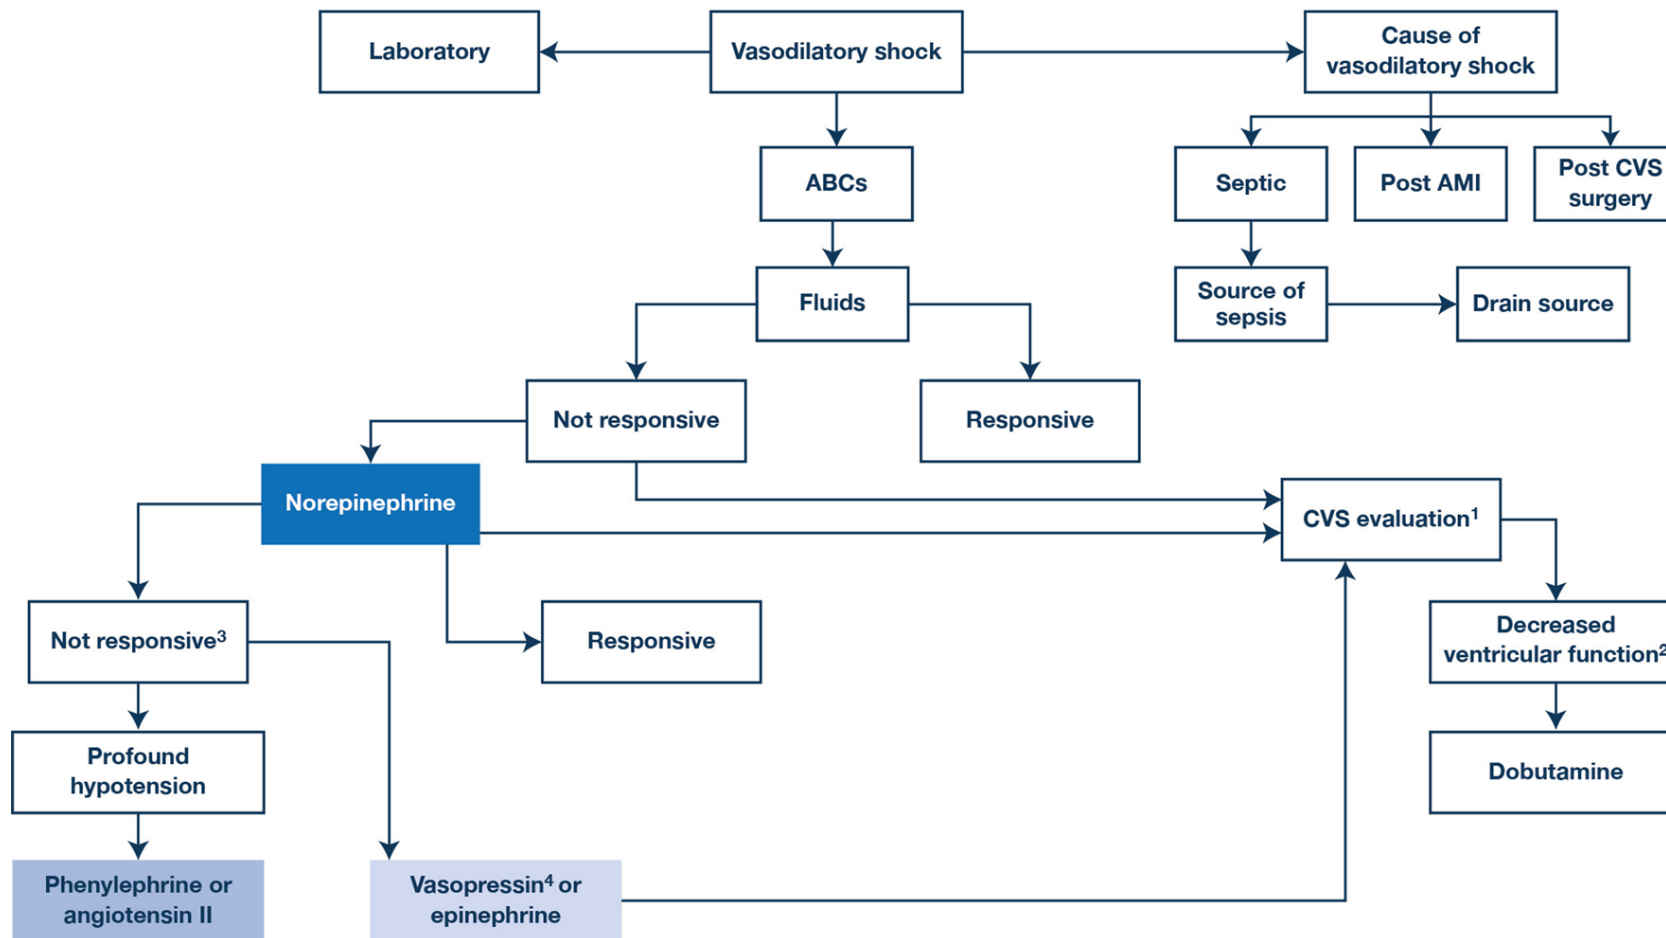 Laboratory
Vasodilatory shock
Cause of
vasodilatory shock
ABCs
Septic
Post AMI
Post CVS
surgery
Fluids
Source of
sepsis
Drain source
Not responsive
Responsive
Norepinephrine
CVS evaluation¹
Not responsive³
Responsive
Decreased
ventricular function²
Profound
hypotension
Dobutamine
Phenylephrine or
angiotensin II
Vasopressin⁴ or
epinephrine